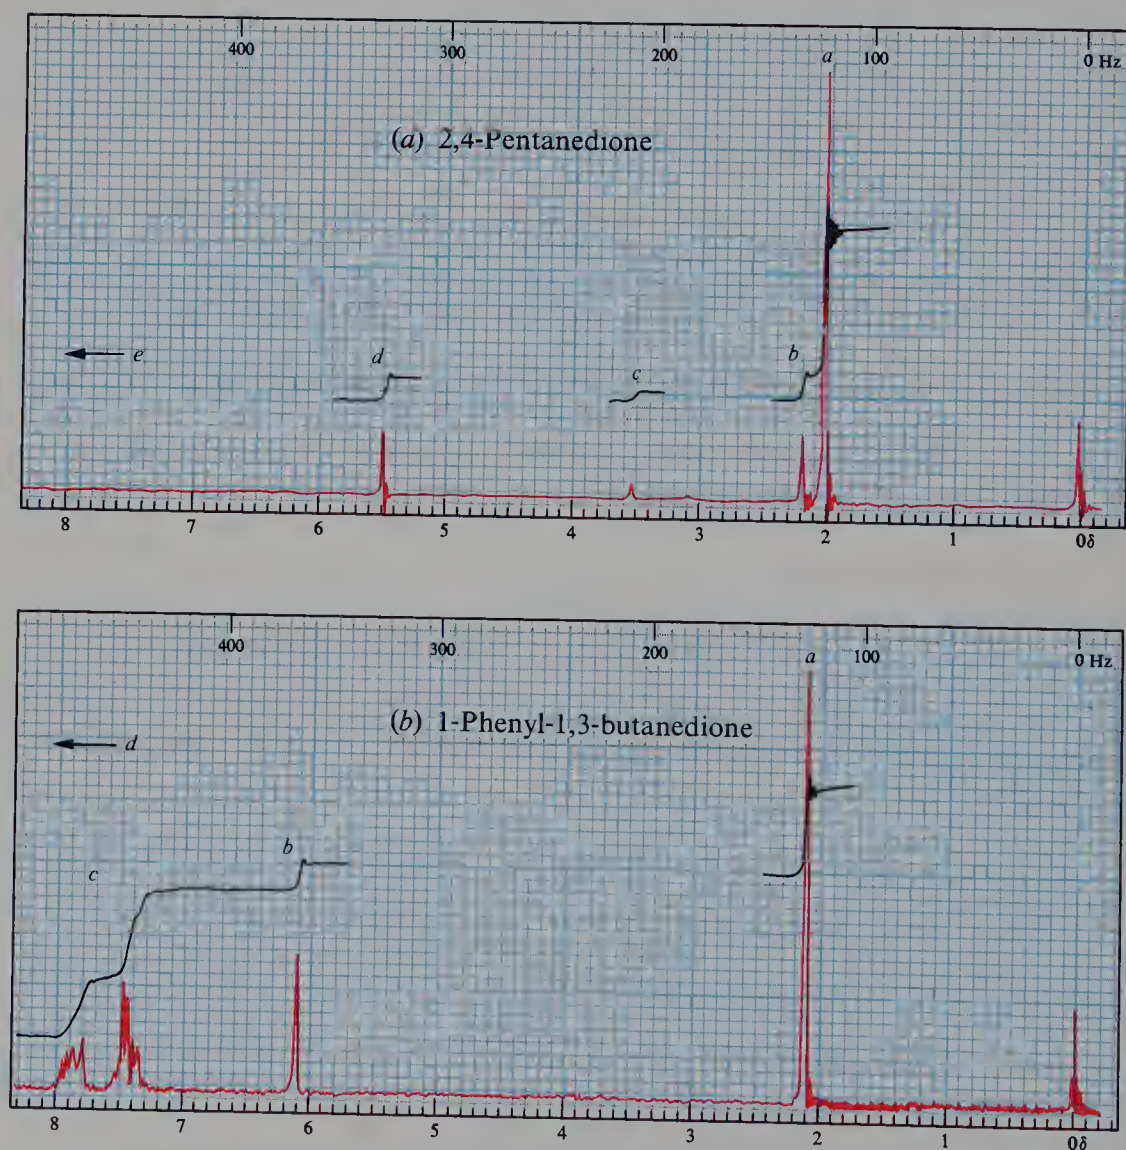 400 300 200 100 0 Hz
a
(a) 2,4-Pentanedione
e d c b
8 7 6 5 4 3 2 1 0δ
400 300 200 100 0 Hz
a
(b) 1-Phenyl-1,3-butanedione
d
b
c
8 7 6 5 4 3 2 1 0δ